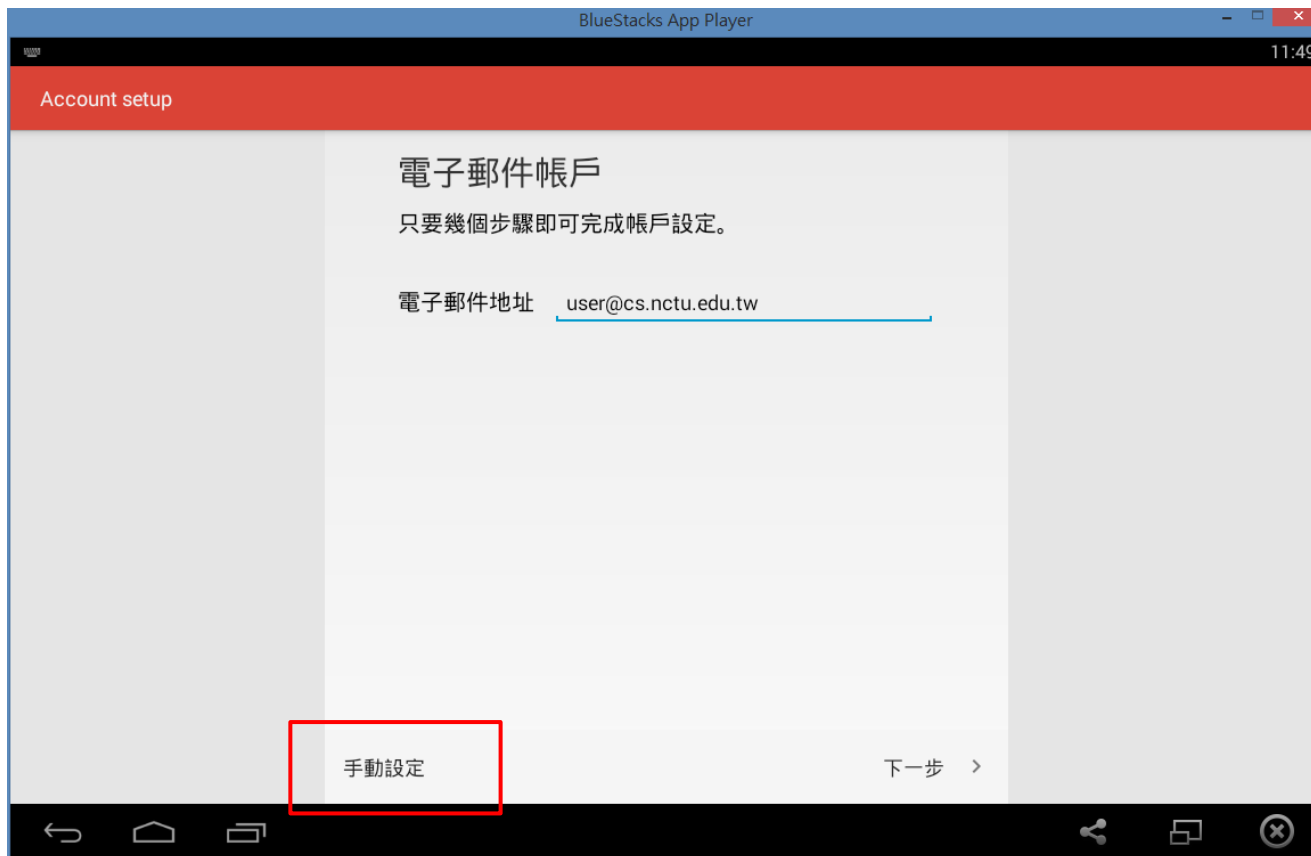 BlueStacks App Player
11:49
Account setup
電子郵件帳戶
只要幾個步驟即可完成帳戶設定。
電子郵件地址 user@cs.nctu.edu.tw
手動設定 下一步